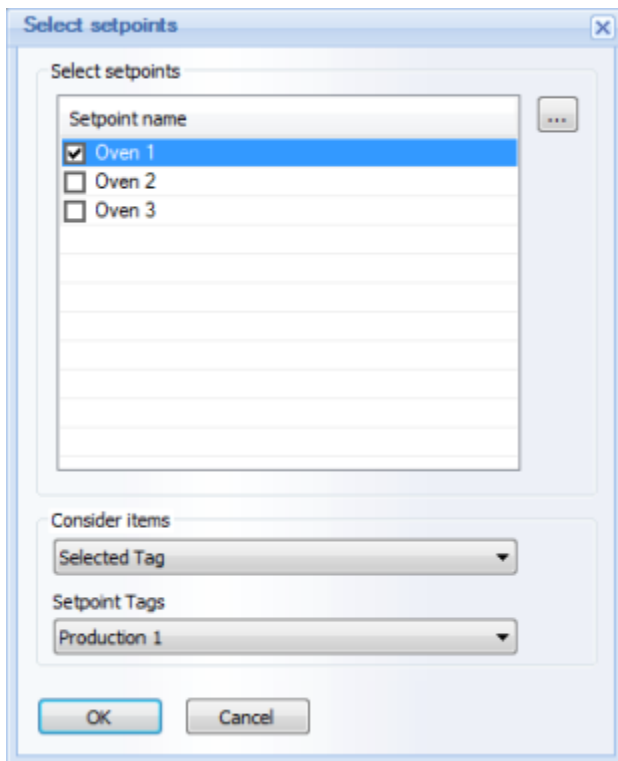 Select setpoints
Select setpoints
Setpoint name
...
Oven 1
Oven 2
Oven 3
Consider items
Selected Tag
Setpoint Tags
Production 1
OK Cancel